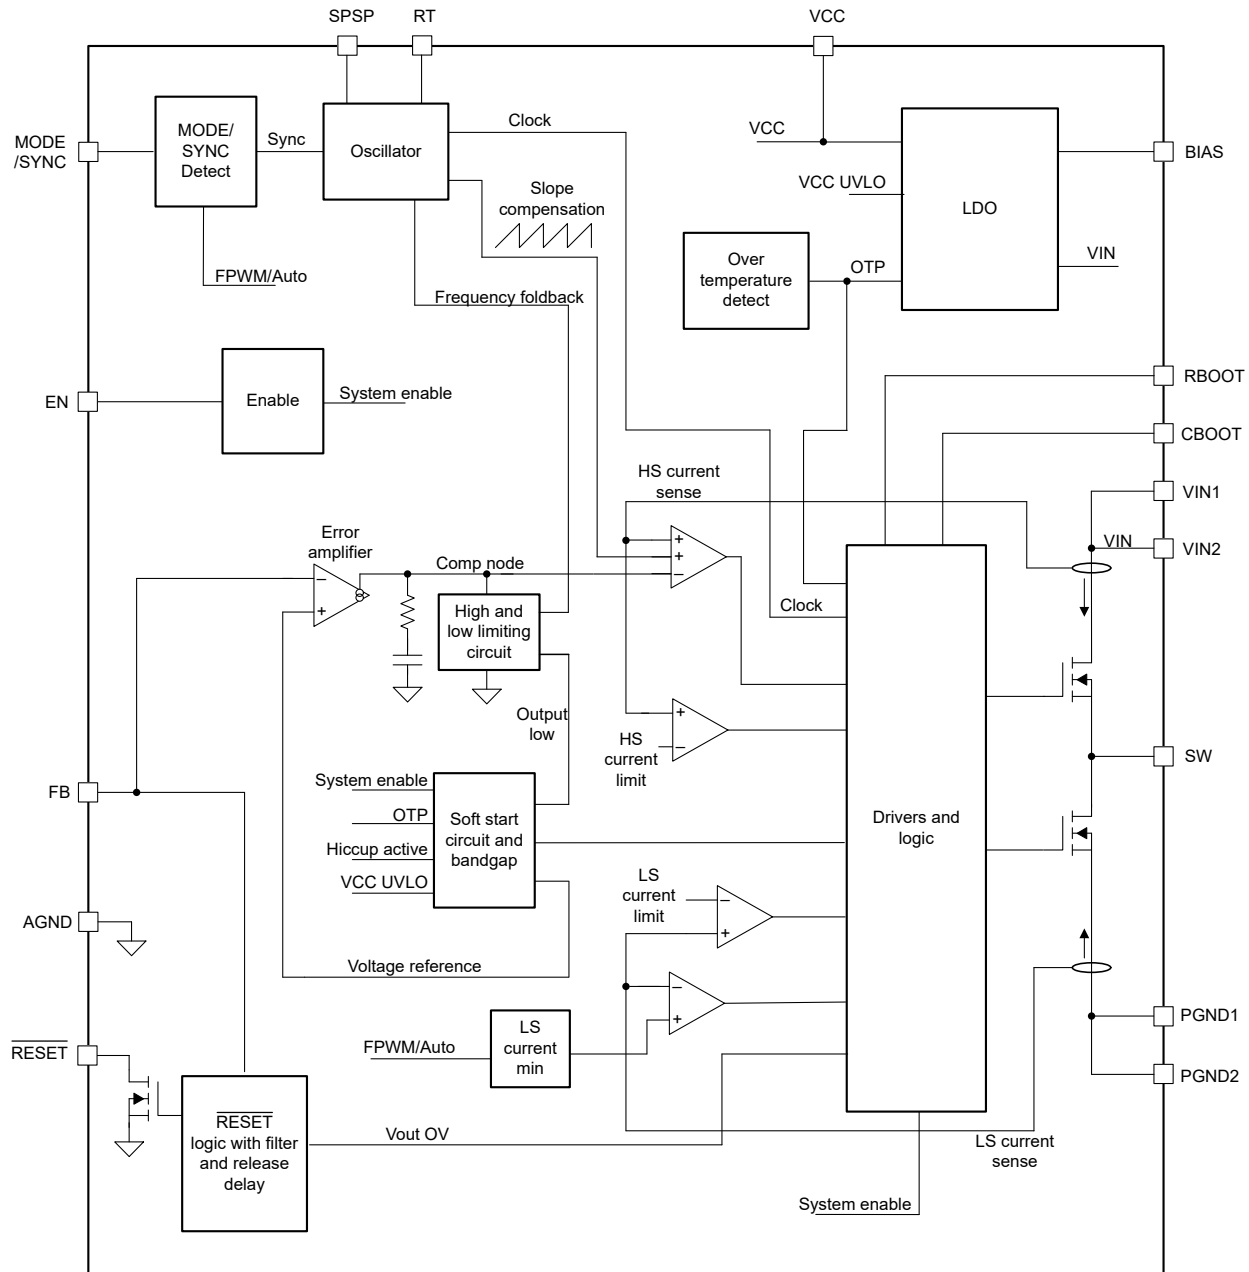 SPSP
RT
VCC
MODE
/SYNC
MODE/
SYNC
Detect
Sync
Oscillator
Clock
VCC
VCC UVLO
LDO
BIAS
Slope
compensation
Over
temperature
detect
OTP
VIN
FPWM/Auto
Frequency foldback
EN
Enable
System enable
RBOOT
CBOOT
HS current
sense
VIN1
VIN
VIN2
Error
amplifier
−
+
Comp node
High and
low limiting
circuit
+
+
−
Clock
Output
low
+
−
HS
current
limit
SW
FB
System enable
OTP
Hiccup active
VCC UVLO
Soft start
circuit and
bandgap
Drivers and
logic
LS
current
limit
−
+
AGND
Voltage reference
−
+
FPWM/Auto
LS
current
min
PGND1
PGND2
RESET
RESET
logic with filter
and release
delay
Vout OV
LS current
sense
System enable